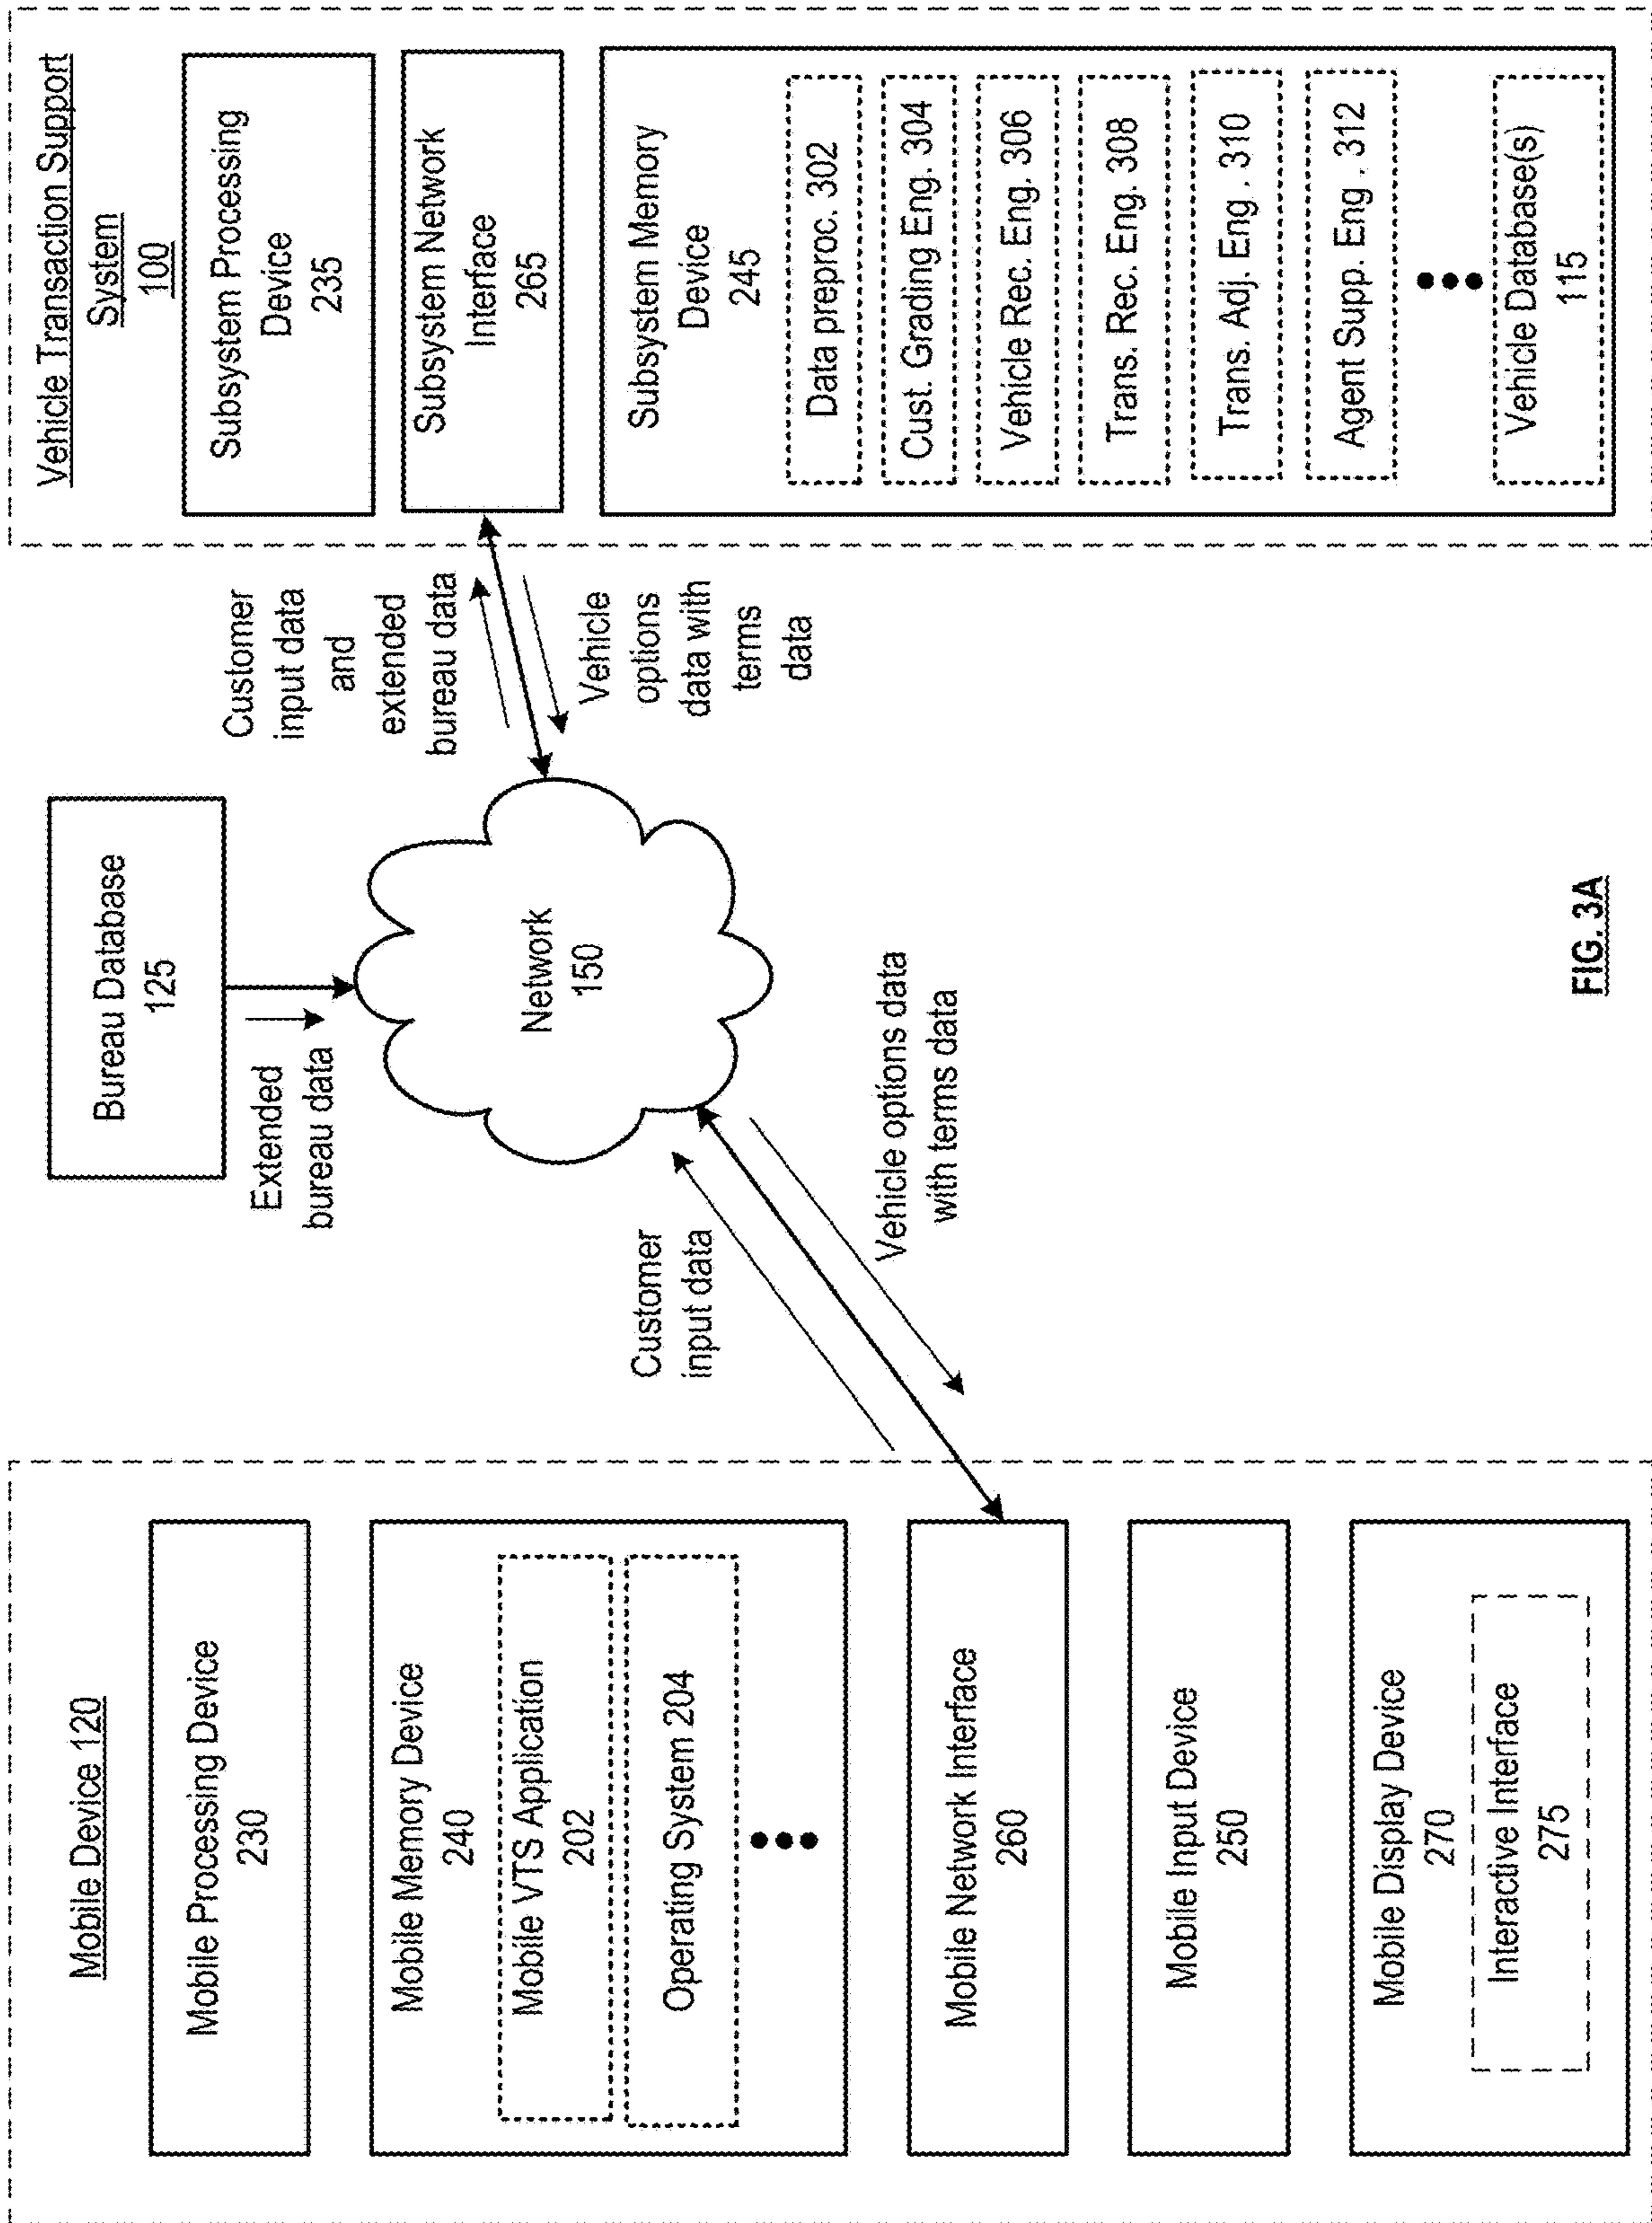 Mobile Device 120
Mobile Processing Device
230
Mobile Memory Device
240
Mobile VTS Application
202
Operating System 204
Mobile Network Interface
260
Mobile Input Device
250
Mobile Display Device
270
Interactive Interface
275
Bureau Database
125
Extended
bureau data
Network
150
Customer
input data
Vehicle options data
with terms data
Customer
input data
and
extended
bureau data
Vehicle
options
data with
terms
data
Vehicle Transaction Support
System
100
Subsystem Processing
Device
235
Subsystem Network
Interface
265
Subsystem Memory
Device
245
Data preproc. 302
Cust. Grading Eng. 304
Vehicle Rec. Eng. 306
Trans. Rec. Eng. 308
Trans. Adj. Eng . 310
Agent Supp. Eng . 312
Vehicle Database(s)
115
FIG. 3A